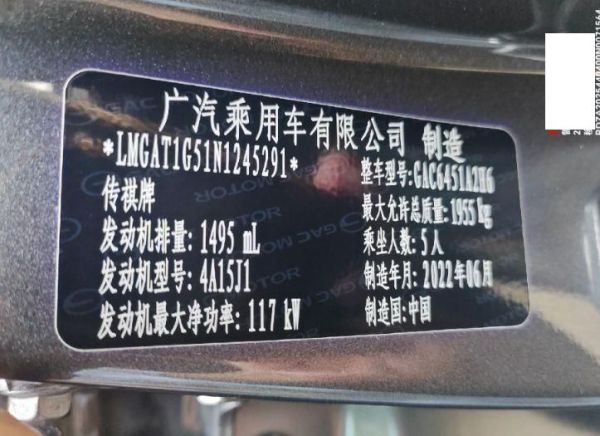 广汽乘用车有限公司 制造
*LMGAT1G51N1245291*
整车型号:GAC6451A2H6
传祺牌
最大允许总质量:1955 kg
发动机排量:1495 mL
乘坐人数:5人
发动机型号:4A15J1
制造年月:2022年06月
发动机最大净功率:117 kW
制造国:中国
GAC MOTOR